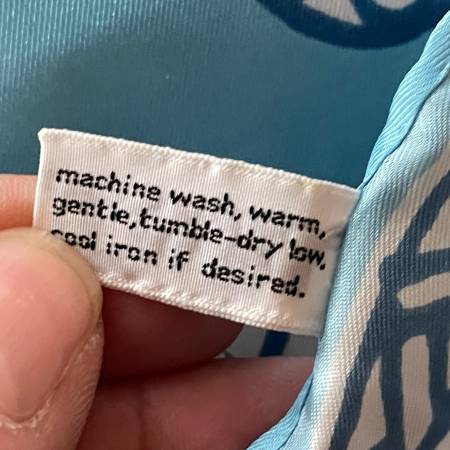 machine wash, warm,
gentle, tumble-dry low,
cool iron if desired.